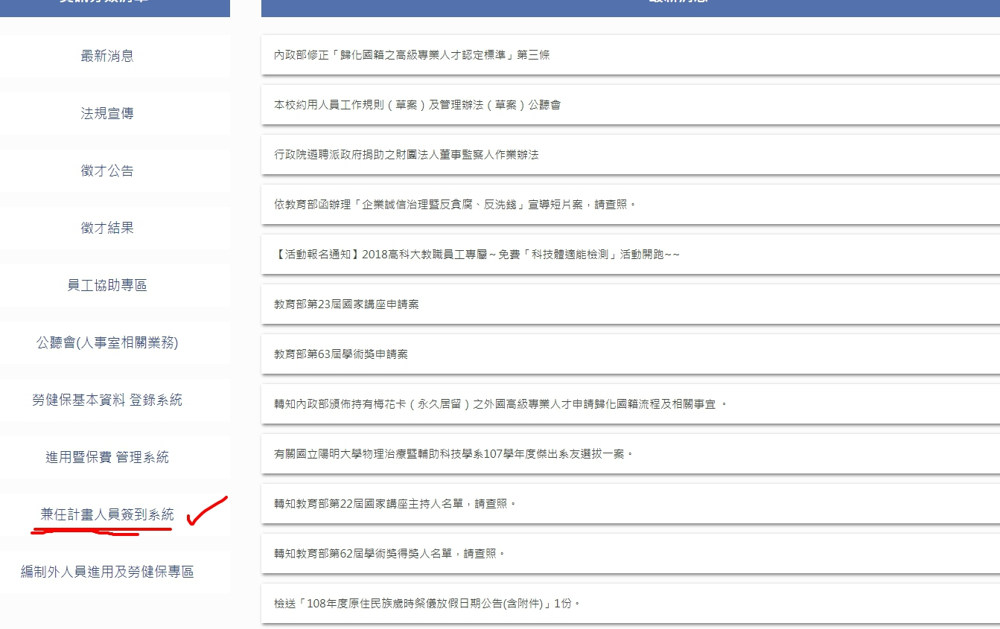 最新消息
法規宣傳
徵才公告
徵才結果
員工協助專區
公聽會(人事室相關業務)
勞健保基本資料 登錄系統
進用暨保費 管理系統
兼任計畫人員簽到系統
編制外人員進用及勞健保專區
最新消息
內政部修正「歸化國籍之高級專業人才認定標準」第三條
本校約用人員工作規則（草案）及管理辦法（草案）公聽會
行政院遴聘派政府捐助之財團法人董事監察人作業辦法
依教育部函辦理「企業誠信治理暨反貪腐、反洗錢」宣導短片案，請查照。
【活動報名通知】2018高科大教職員工專屬～免費「科技體適能檢測」活動開跑~~
教育部第23屆國家講座申請案
教育部第63屆學術獎申請案
轉知內政部頒佈持有梅花卡（永久居留）之外國高級專業人才申請歸化國籍流程及相關事宜 。
有關國立陽明大學物理治療暨輔助科技學系107學年度傑出系友選拔一案。
轉知教育部第22屆國家講座主持人名單，請查照。
轉知教育部第62屆學術獎得獎人名單，請查照。
檢送「108年度原住民族歲時祭儀放假日期公告(含附件)」1份。